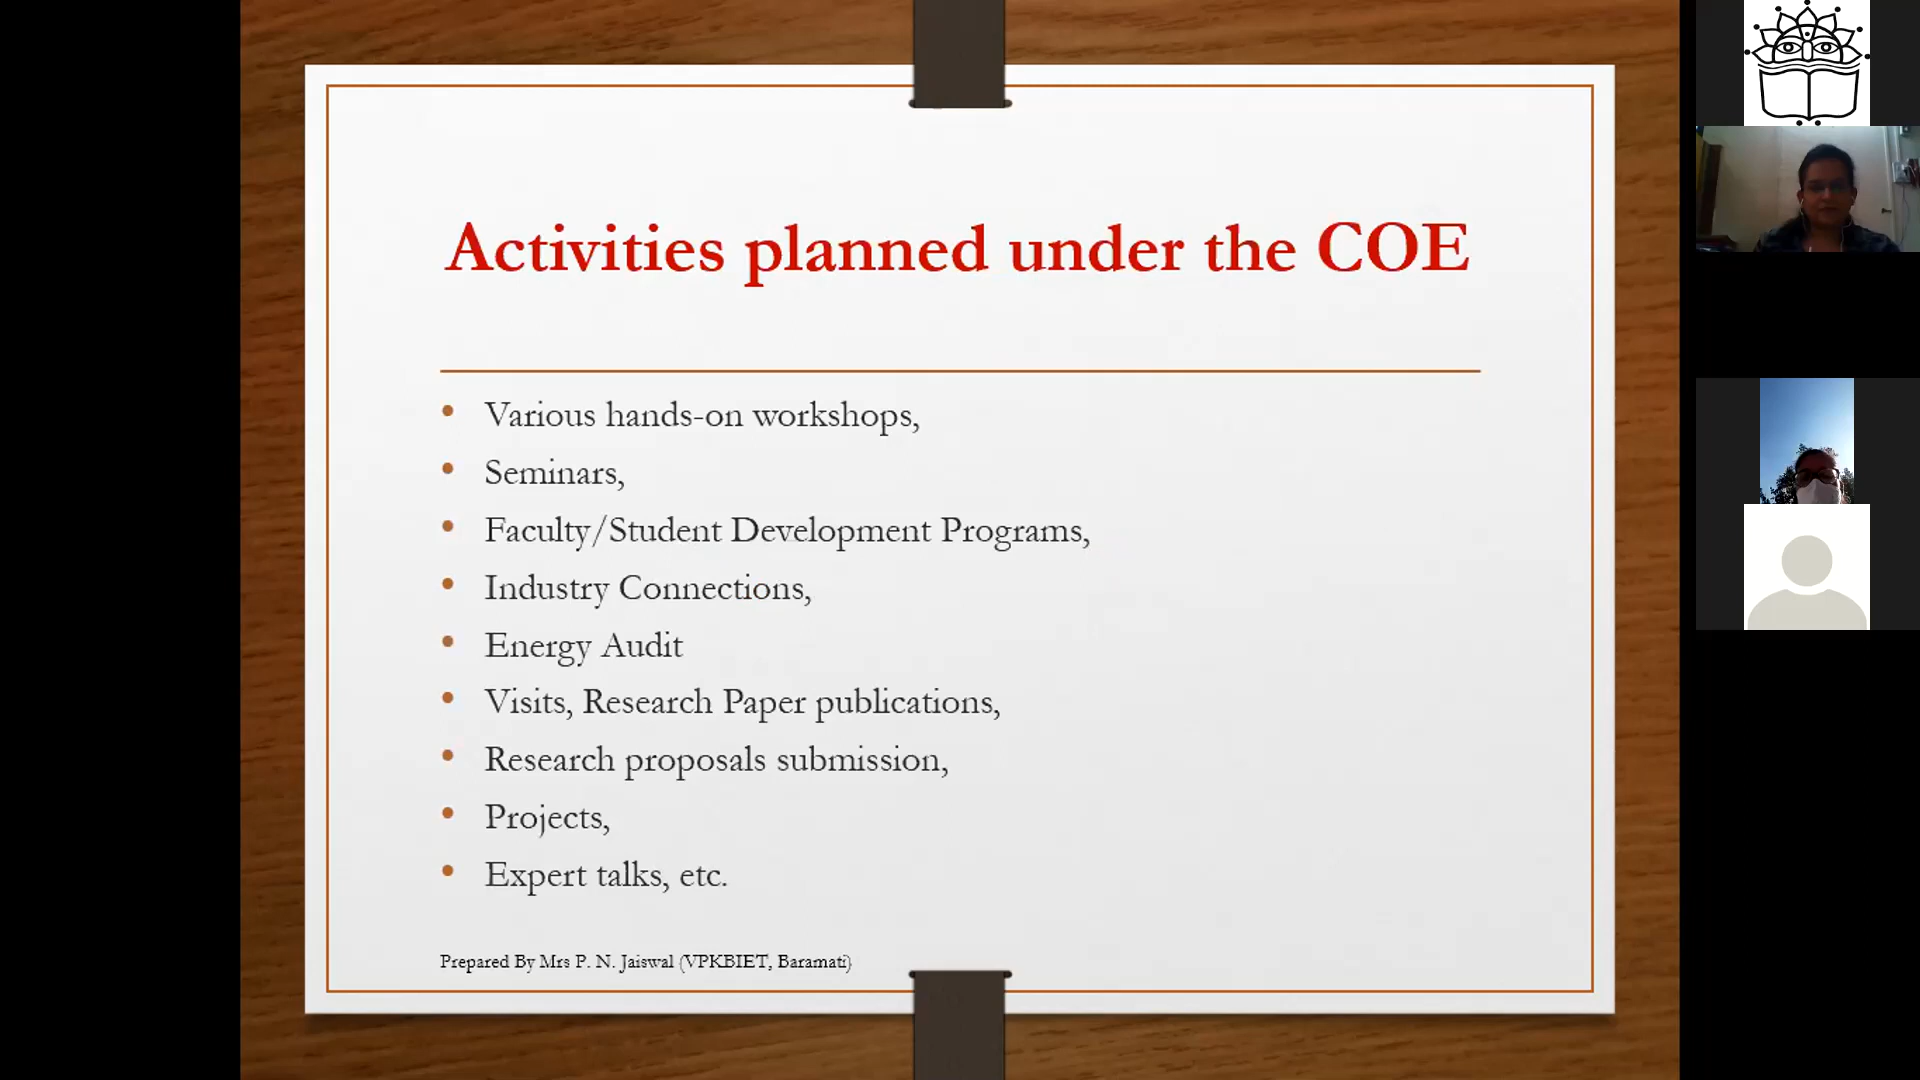 Activities planned under the COE
• Various hands-on workshops,
• Seminars,
• Faculty/Student Development Programs,
• Industry Connections,
• Energy Audit
• Visits, Research Paper publications,
• Research proposals submission,
• Projects,
• Expert talks, etc.
Prepared By Mrs P. N. Jaiswal (VPKBIET, Baramati)